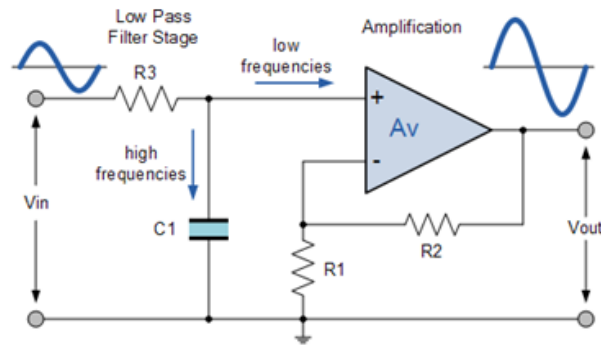 Low Pass
Filter Stage
Amplification
R3
low
frequencies
+
Av
-
high
frequencies
Vin
C1
R1
R2
Vout